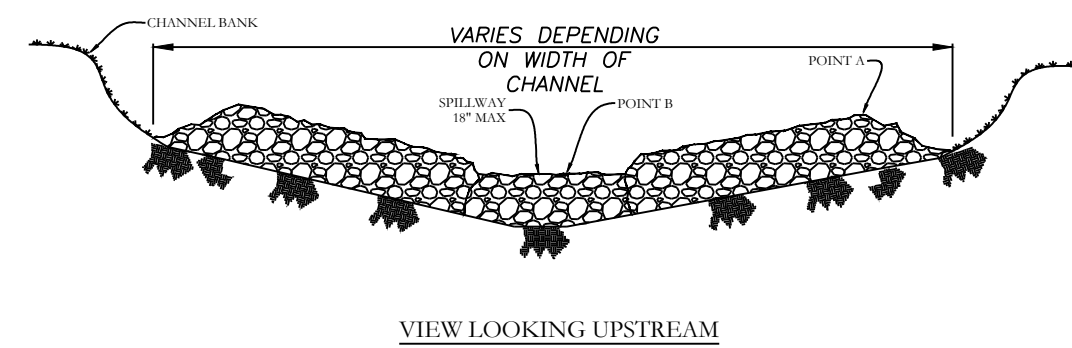 CHANNEL BANK
VARIES DEPENDING
ON WIDTH OF
CHANNEL
POINT A
SPILLWAY
18" MAX
POINT B
VIEW LOOKING UPSTREAM